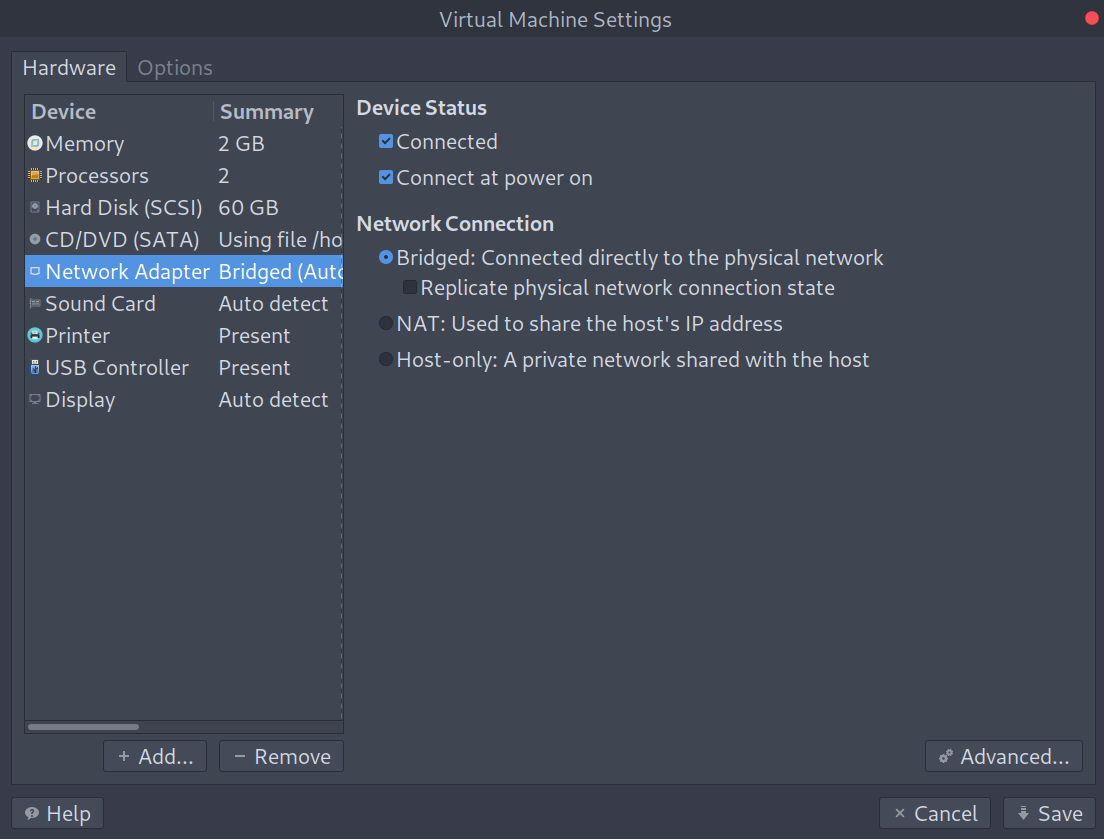 Virtual Machine Settings
Hardware Options
Device Summary
Memory 2 GB
Processors 2
Hard Disk (SCSI) 60 GB
CD/DVD (SATA) Using file /ho
Network Adapter Bridged (Auto
Sound Card Auto detect
Printer Present
USB Controller Present
Display Auto detect
Add... Remove
Device Status
Connected
Connect at power on
Network Connection
Bridged: Connected directly to the physical network
Replicate physical network connection state
NAT: Used to share the host's IP address
Host-only: A private network shared with the host
Advanced...
Help Cancel Save